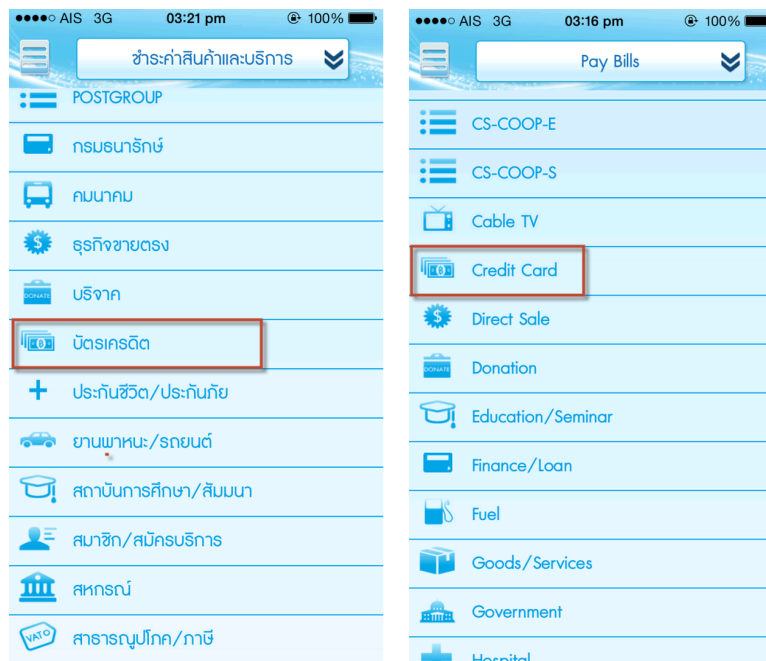 AIS 3G 03:21 pm 100%
ชำระค่าสินค้าและบริการ
POSTGROUP
กรมธนารักษ์
คมนาคม
ธุรกิจขายตรง
DONATE บริจาค
บัตรเครดิต
ประกันชีวิต/ประกันภัย
ยานพาหนะ/รถยนต์
สถาบันการศึกษา/สัมมนา
สมาชิก/สมัครบริการ
สหกรณ์
VAT สาธารณูปโภค/ภาษี
AIS 3G 03:16 pm 100%
Pay Bills
CS-COOP-E
CS-COOP-S
Cable TV
Credit Card
Direct Sale
DONATE Donation
Education/Seminar
Finance/Loan
Fuel
Goods/Services
Government
Hospital